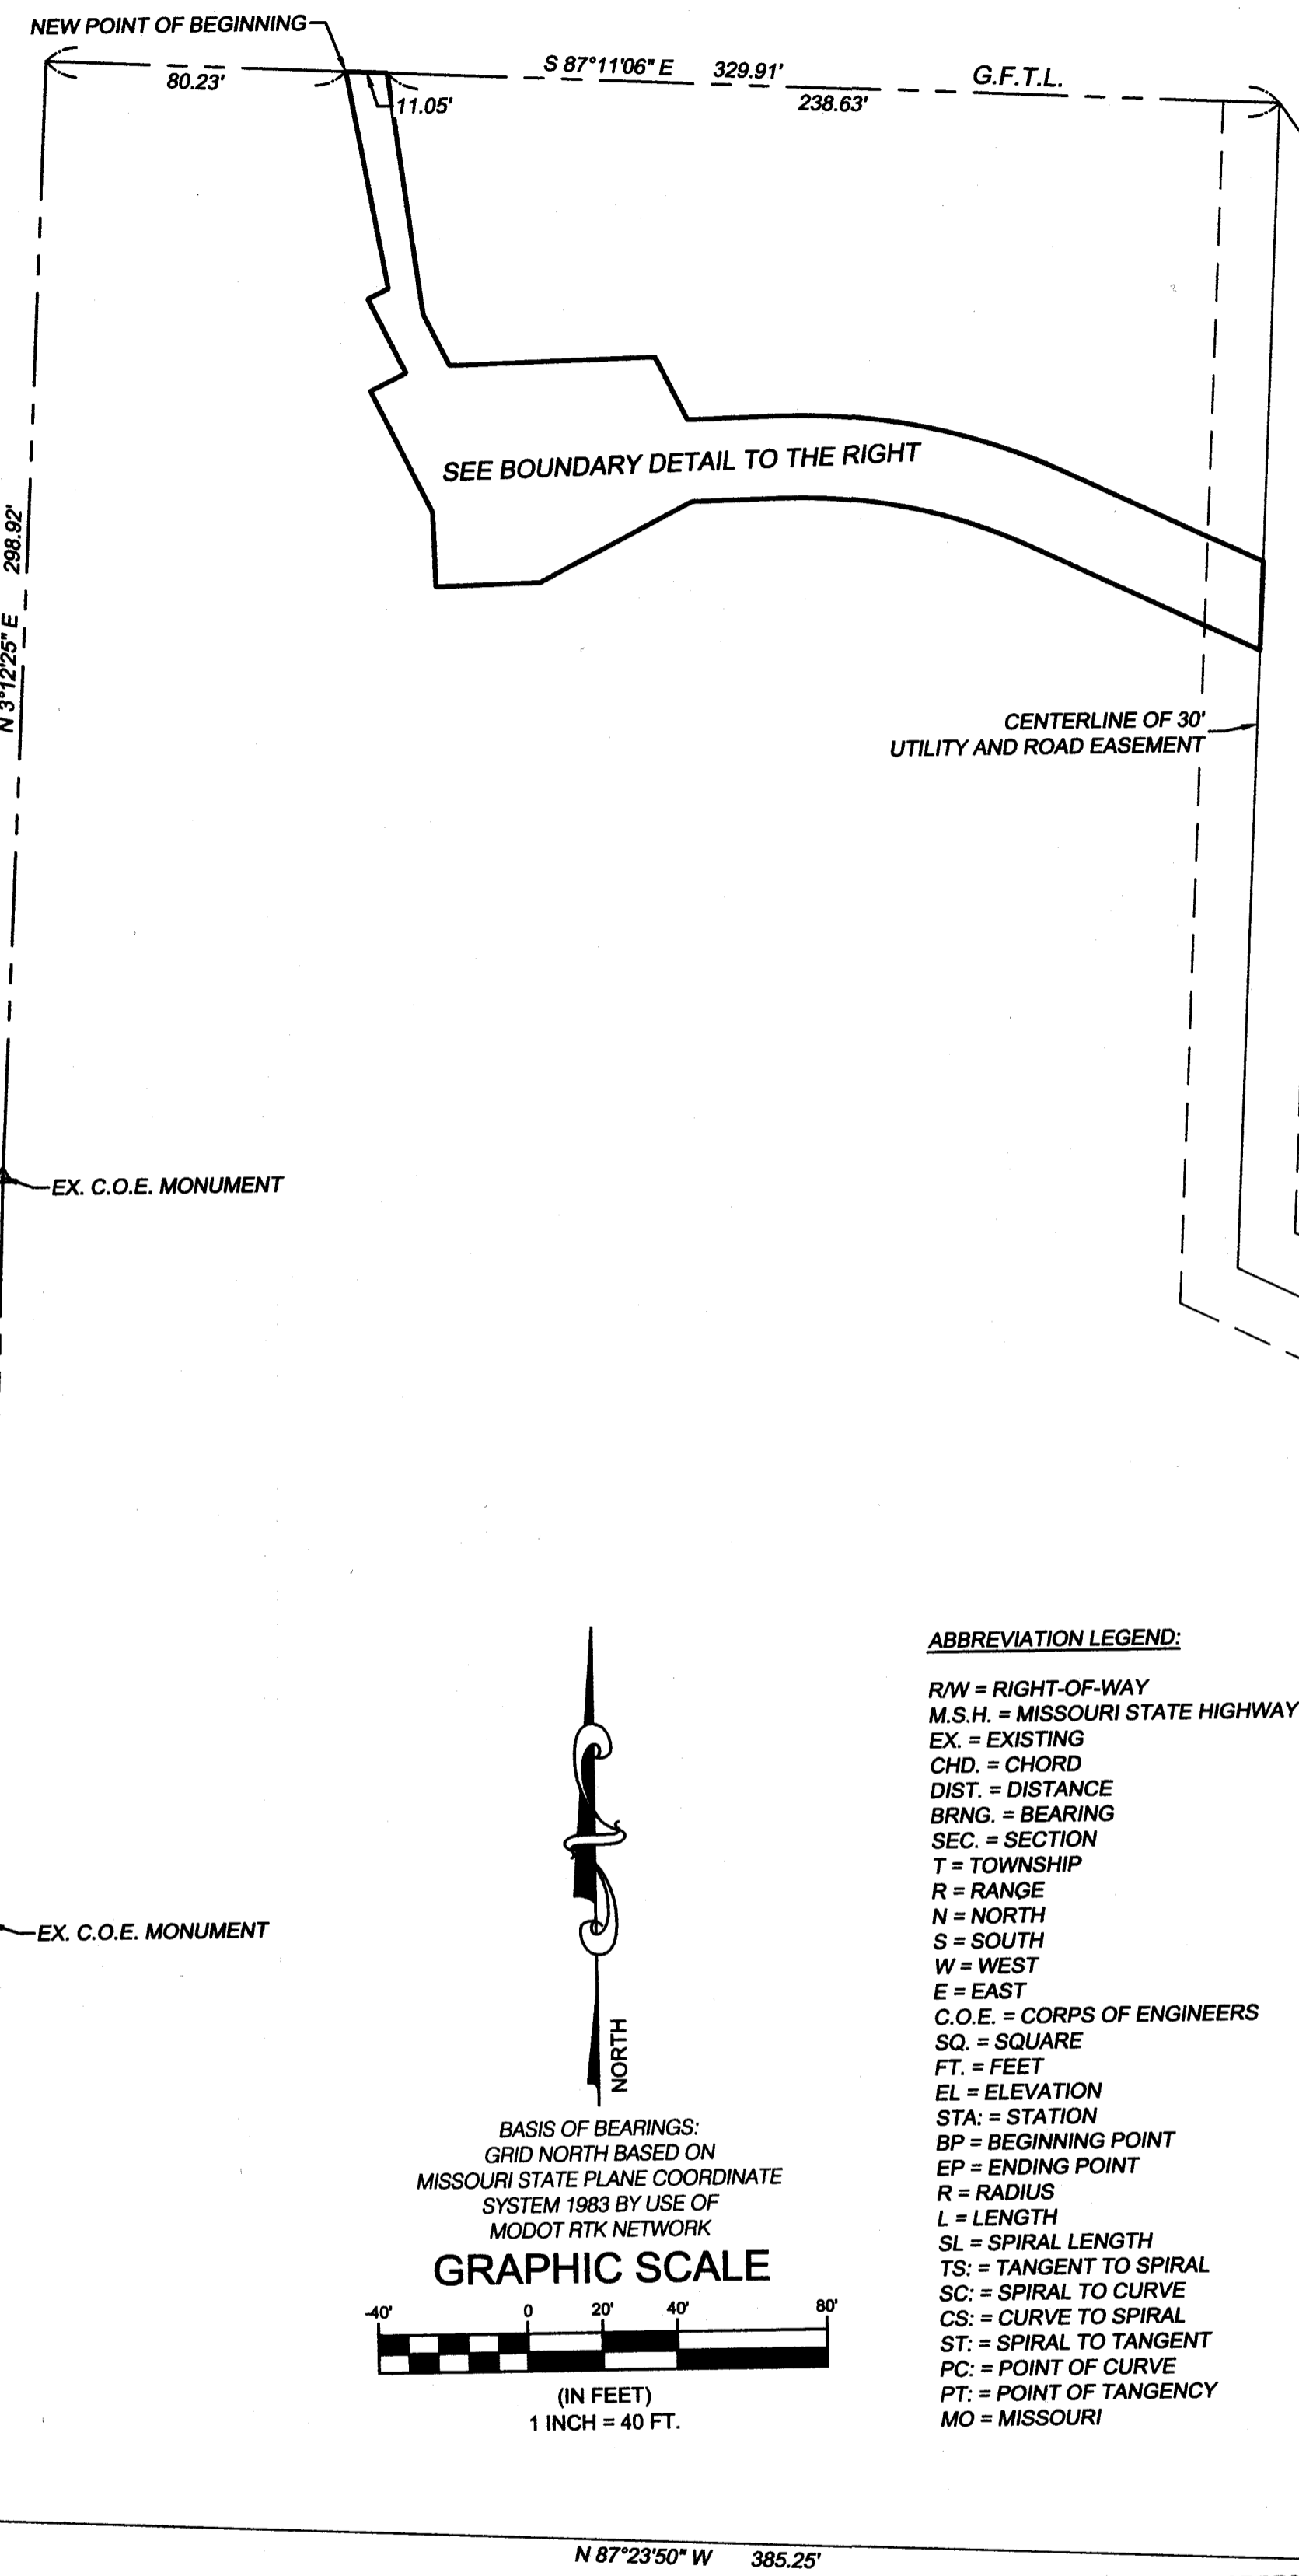 NEW POINT OF BEGINNING
S 87°11'06" E 329.91'
G.F.T.L.
80.23'
11.05'
238.63'
SEE BOUNDARY DETAIL TO THE RIGHT
N 3°12'25" E 298.92'
CENTERLINE OF 30'
UTILITY AND ROAD EASEMENT
EX. C.O.E. MONUMENT
ABBREVIATION LEGEND:
R/W = RIGHT-OF-WAY
M.S.H. = MISSOURI STATE HIGHWAY
EX. = EXISTING
CHD. = CHORD
DIST. = DISTANCE
BRNG. = BEARING
SEC. = SECTION
T = TOWNSHIP
R = RANGE
N = NORTH
S = SOUTH
W = WEST
E = EAST
C.O.E. = CORPS OF ENGINEERS
SQ. = SQUARE
FT. = FEET
EL = ELEVATION
STA: = STATION
BP = BEGINNING POINT
EP = ENDING POINT
R = RADIUS
L = LENGTH
SL = SPIRAL LENGTH
TS: = TANGENT TO SPIRAL
SC: = SPIRAL TO CURVE
CS: = CURVE TO SPIRAL
ST: = SPIRAL TO TANGENT
PC: = POINT OF CURVE
PT: = POINT OF TANGENCY
MO = MISSOURI
EX. C.O.E. MONUMENT
NORTH
BASIS OF BEARINGS:
GRID NORTH BASED ON
MISSOURI STATE PLANE COORDINATE
SYSTEM 1983 BY USE OF
MODOT RTK NETWORK
GRAPHIC SCALE
-40' 0 20' 40' 80'
(IN FEET)
1 INCH = 40 FT.
N 87°23'50" W 385.25'